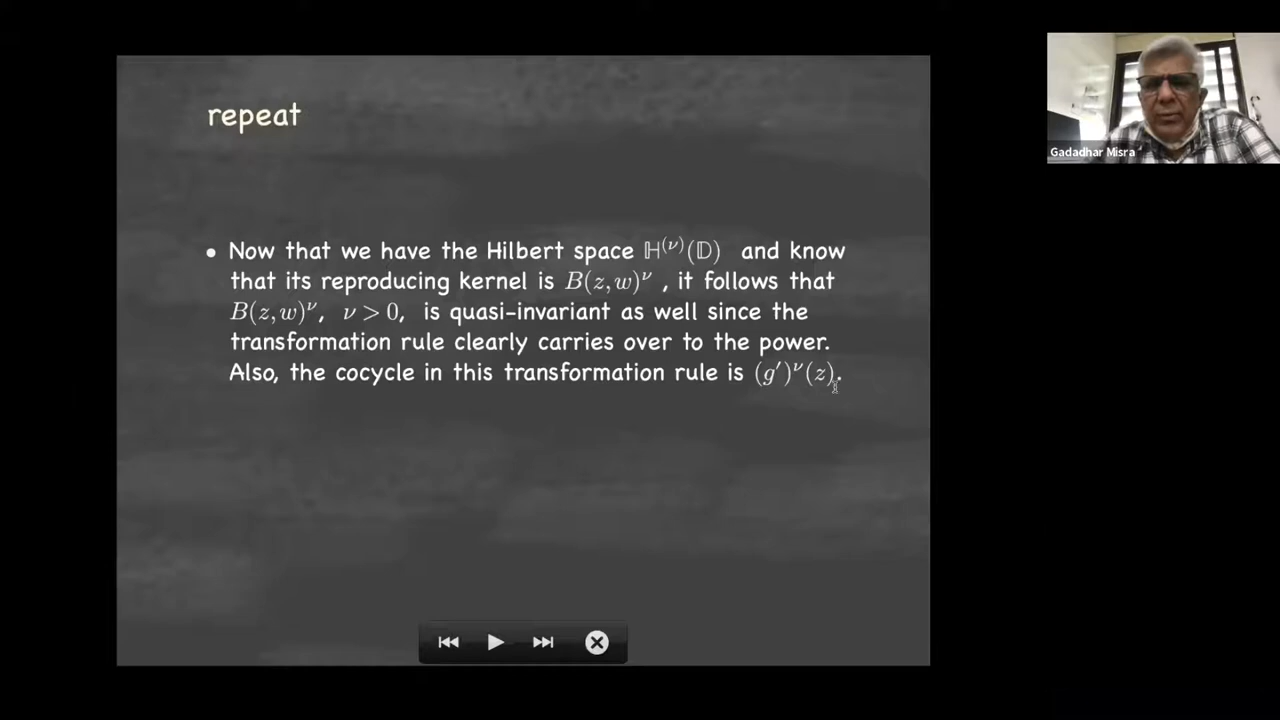 repeat
• Now that we have the Hilbert space ℍ^(ν)(𝔻) and know
that its reproducing kernel is B(z, w)^ν , it follows that
B(z, w)^ν, ν > 0, is quasi-invariant as well since the
transformation rule clearly carries over to the power.
Also, the cocycle in this transformation rule is (g′)^ν(z).
Gadadhar Misra